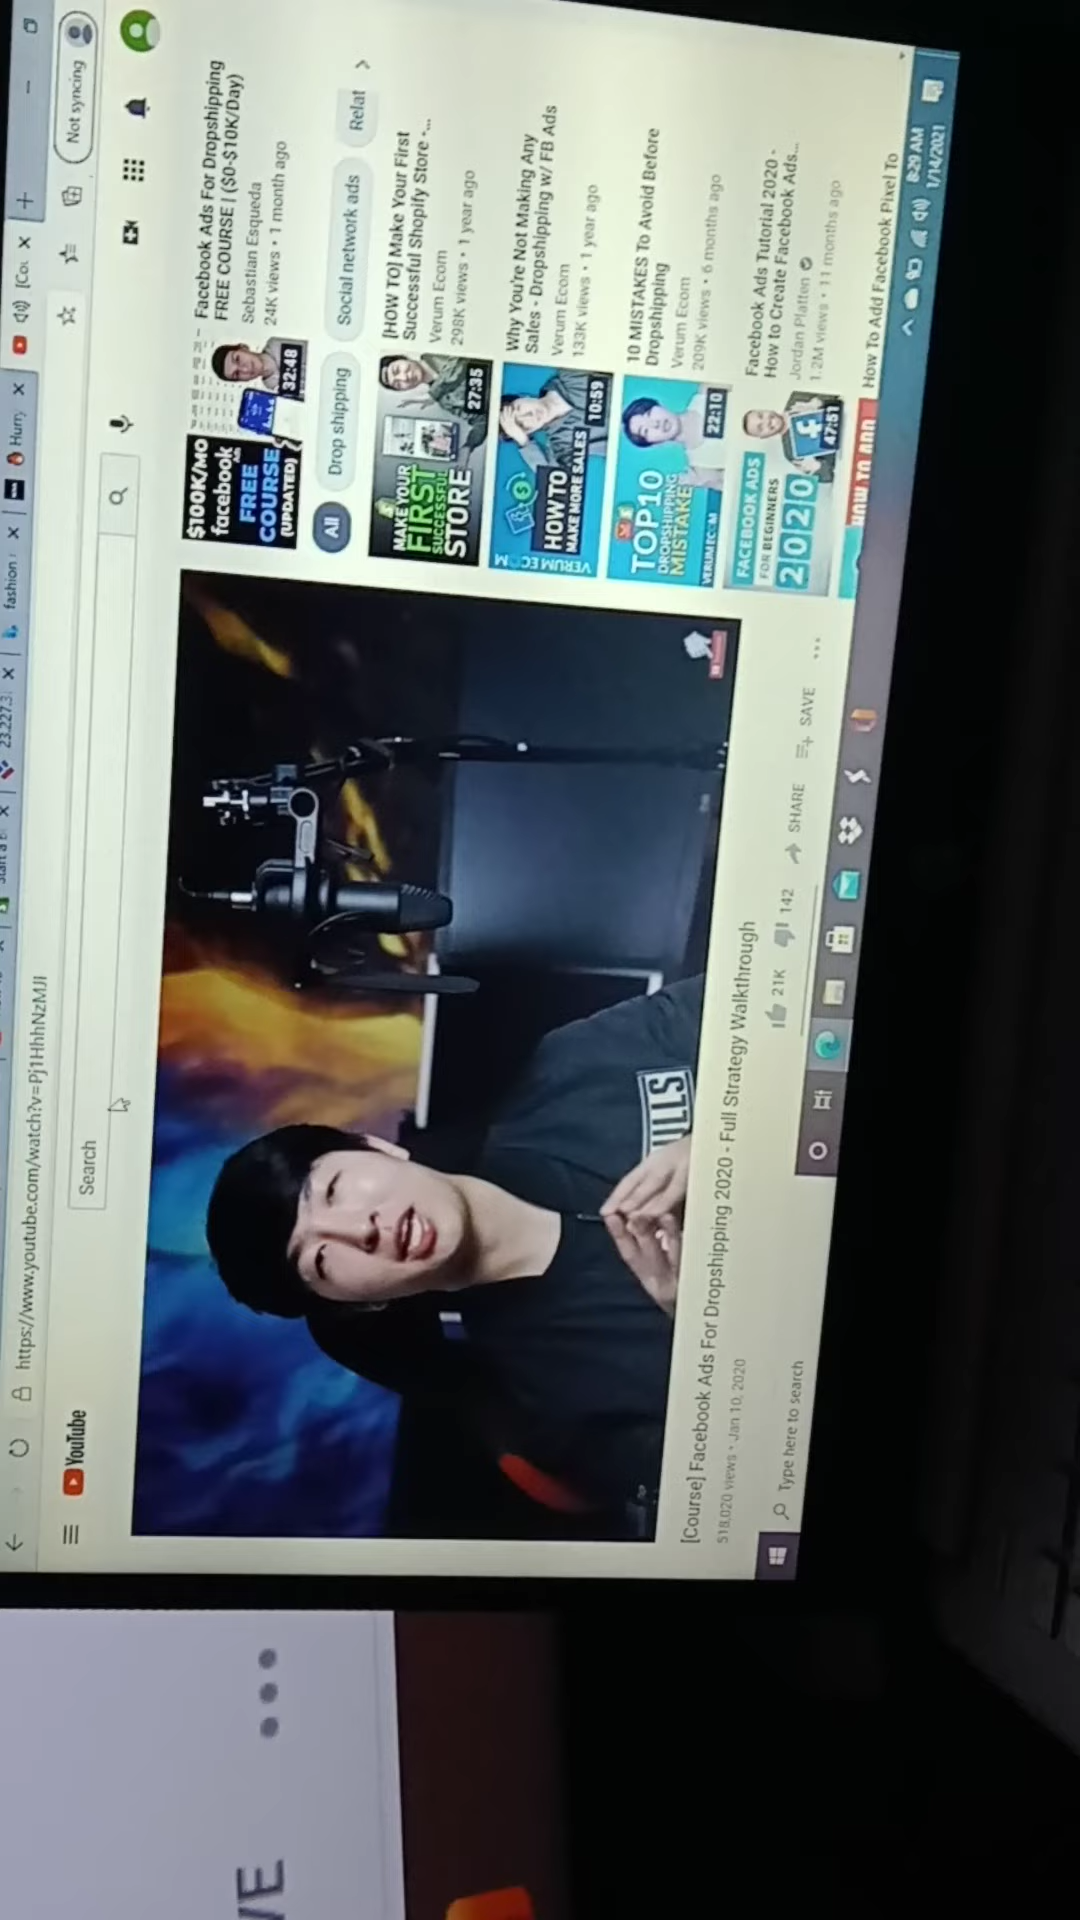 Not syncing
https://www.youtube.com/watch?v=Pj1HhhNzMJI
YouTube
Search
ILLS
[Course] Facebook Ads For Dropshipping 2020 - Full Strategy Walkthrough
518,020 views • Jan 10, 2020
21K
142
SHARE
SAVE
$100K/MO
facebook
FREE
COURSE
(UPDATED)
32:48
Facebook Ads For Dropshipping
FREE COURSE | ($0-$10K/Day)
Sebastian Esqueda
24K views • 1 month ago
All
Drop shipping
Social network ads
Relat
MAKE YOUR
FIRST
SUCCESSFUL
STORE
27:35
[HOW TO] Make Your First
Successful Shopify Store -...
Verum Ecom
298K views • 1 year ago
HOW TO
MAKE MORE SALES
VERUM ECOM
10:59
Why You're Not Making Any
Sales - Dropshipping w/ FB Ads
Verum Ecom
133K views • 1 year ago
TOP 10
DROPSHIPPING
MISTAKE
VERUM ECOM
22:10
10 MISTAKES To Avoid Before
Dropshipping
Verum Ecom
209K views • 6 months ago
FACEBOOK ADS
FOR BEGINNERS
2020
47:51
Facebook Ads Tutorial 2020 -
How to Create Facebook Ads...
Jordan Platten
1.2M views • 11 months ago
HOW TO ADD
How To Add Facebook Pixel To
Type here to search
8:29 AM
1/14/2021